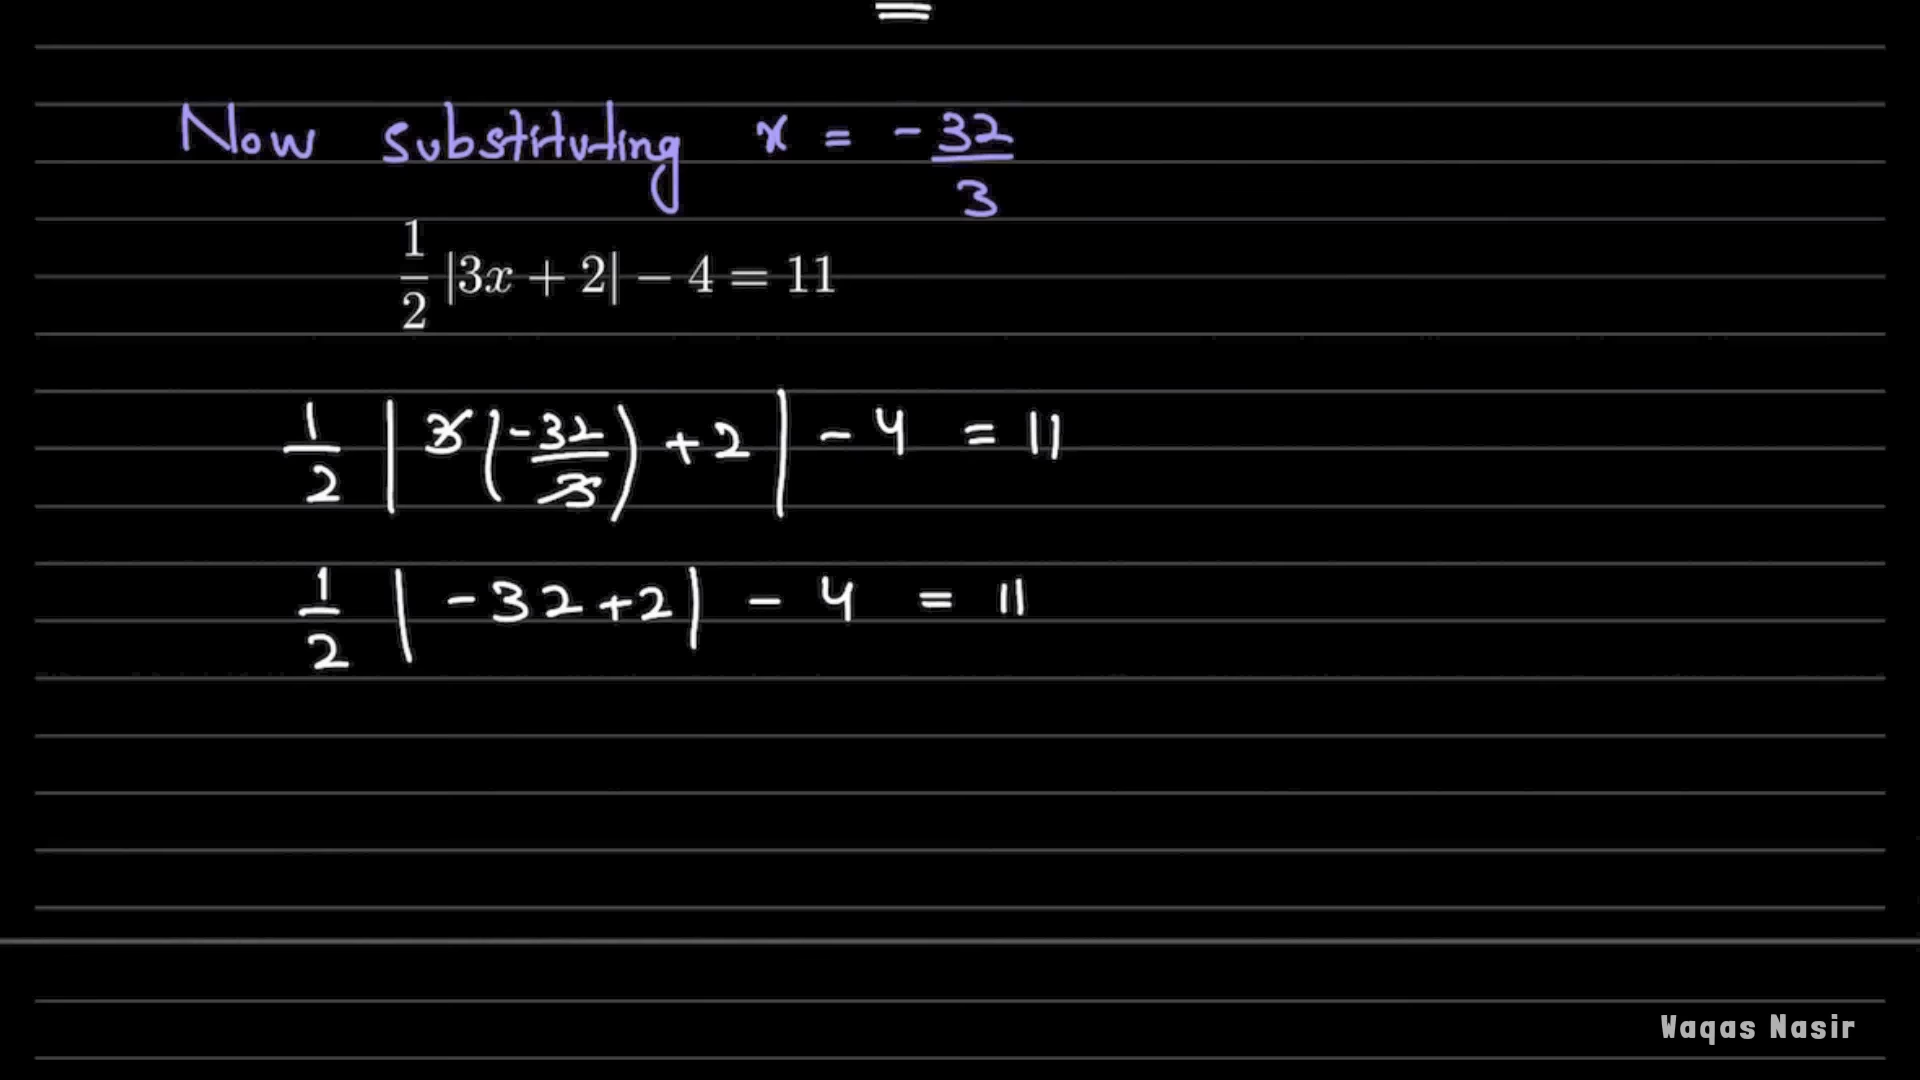 Now substituting x = -32/3
1/2 |3x + 2| − 4 = 11
1/2 | 3(-32/3) + 2 | - 4 = 11
1/2 | -32 + 2 | - 4 = 11
Waqas Nasir